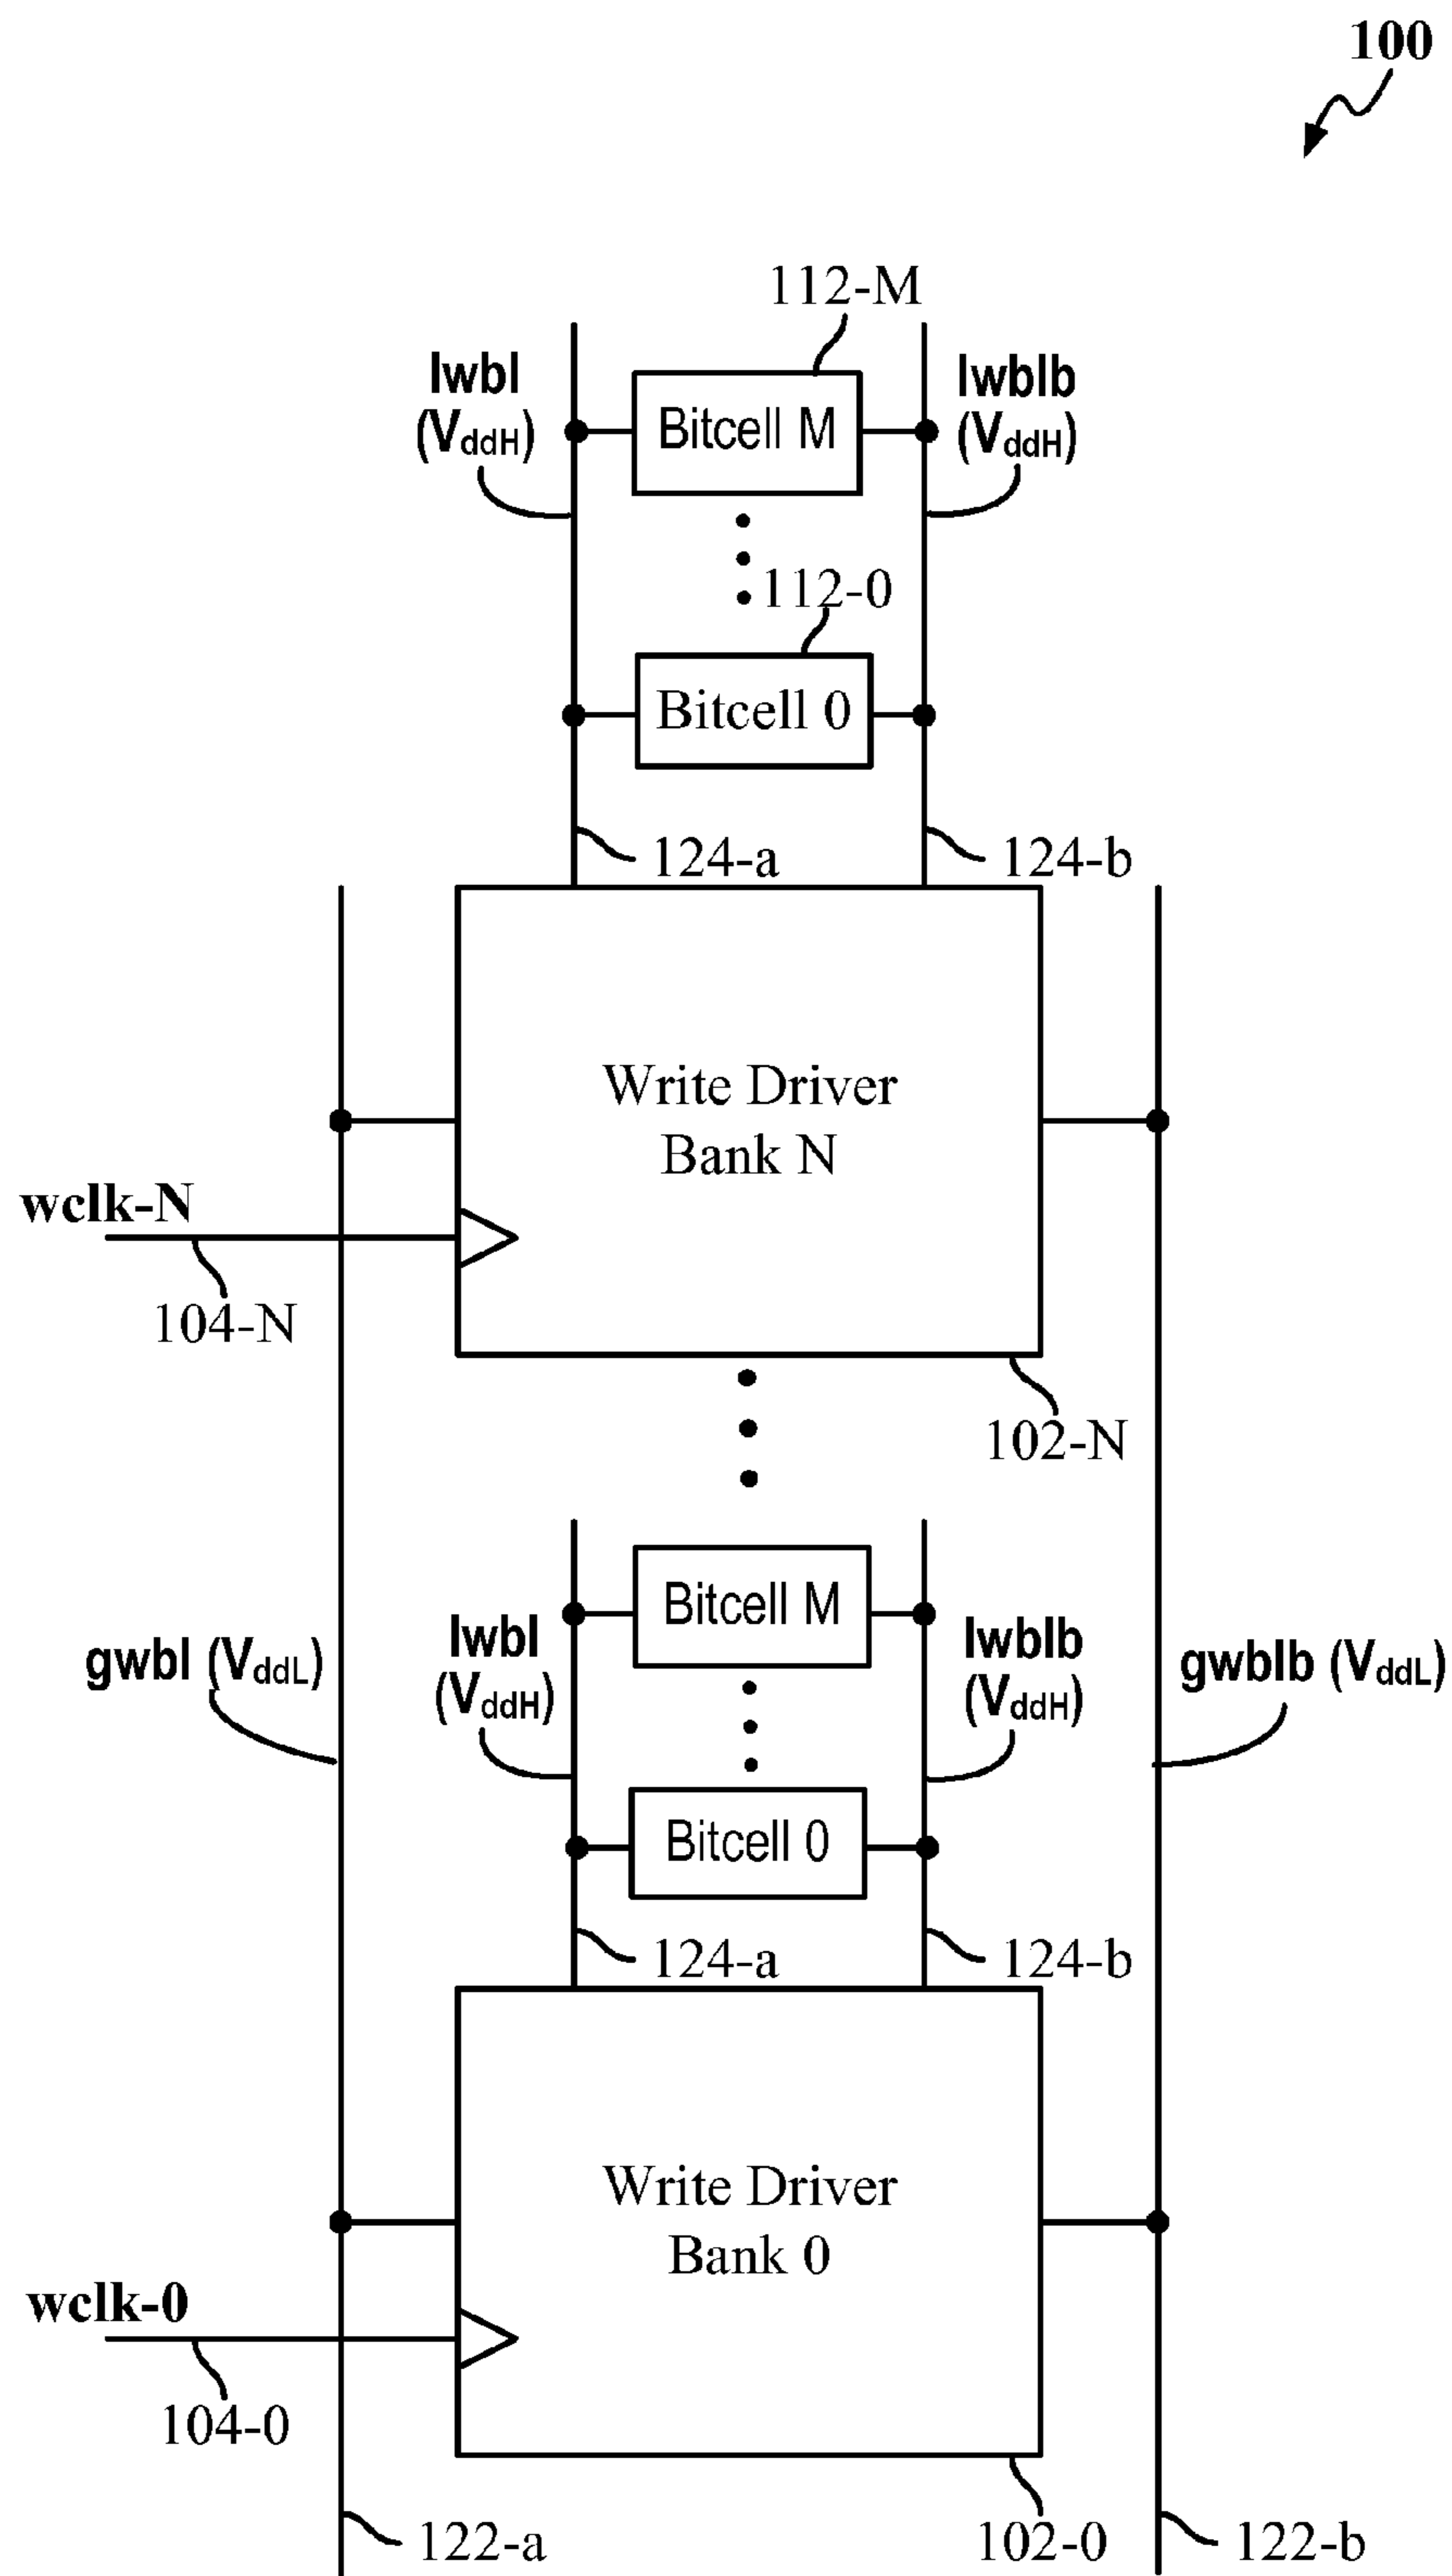 100
112-M
lwbl
(VddH)
Bitcell M
lwblb
(VddH)
112-0
Bitcell 0
124-a
124-b
Write Driver
Bank N
wclk-N
104-N
102-N
Bitcell M
lwbl
(VddH)
lwblb
(VddH)
gwbl (VddL)
gwblb (VddL)
Bitcell 0
124-a
124-b
Write Driver
Bank 0
wclk-0
104-0
122-a
102-0
122-b